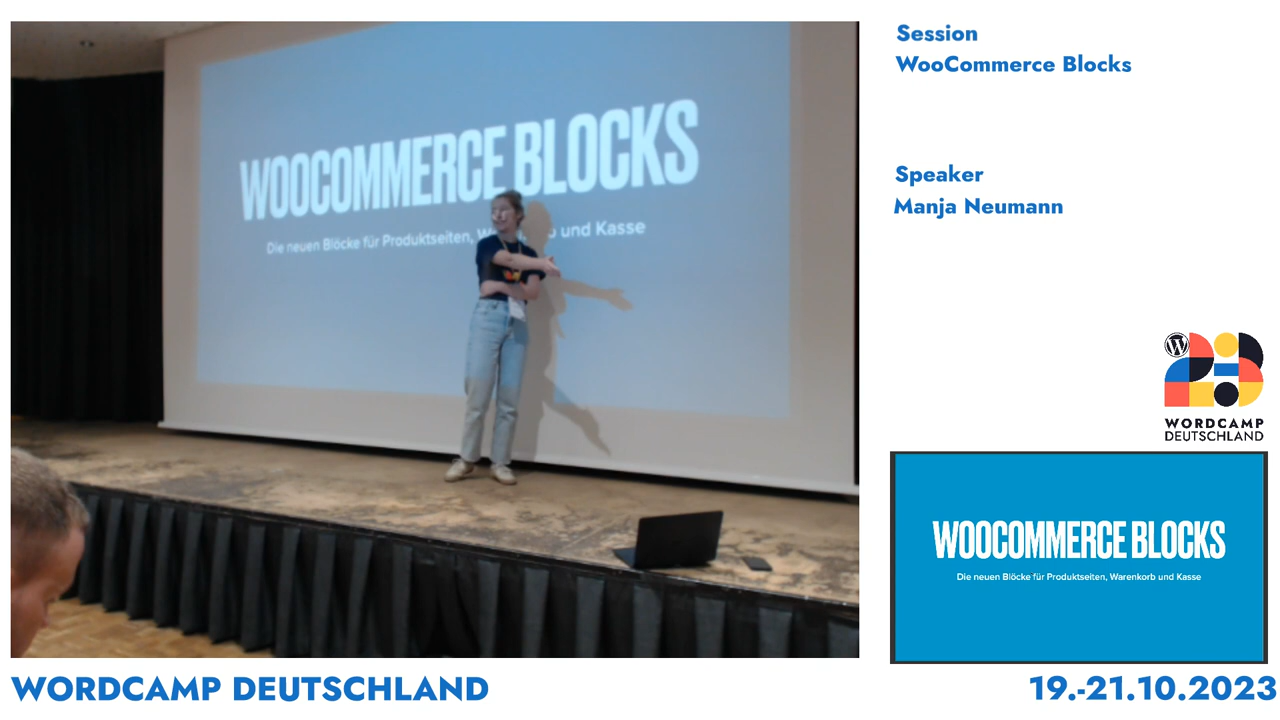 WOOCOMMERCE BLOCKS
Die neuen Blöcke für Produktseiten, W b und Kasse
Session
WooCommerce Blocks
Speaker
Manja Neumann
W
WORDCAMP
DEUTSCHLAND
WOOCOMMERCE BLOCKS
Die neuen Blöcke für Produktseiten, Warenkorb und Kasse
WORDCAMP DEUTSCHLAND
19.-21.10.2023